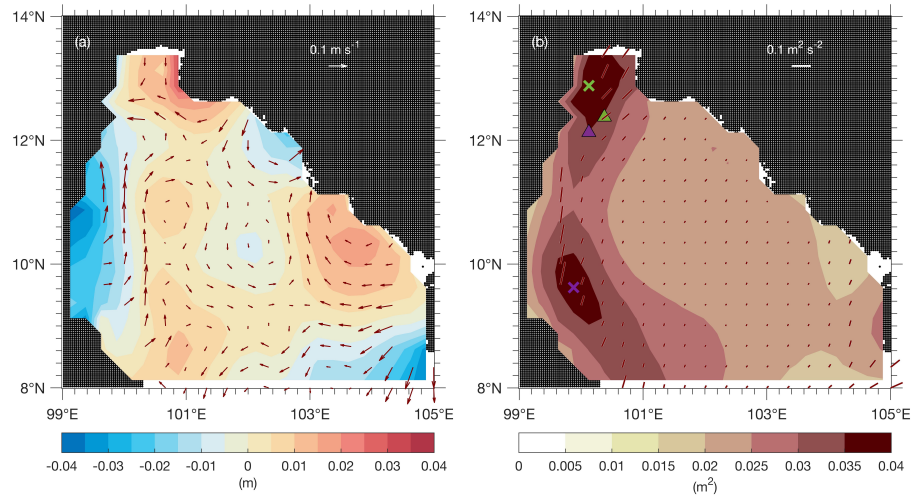 14°N
12°N
10°N
8°N
99°E
101°E
103°E
105°E
(a)
0.1 m s⁻¹
-0.04
-0.03
-0.02
-0.01
0
0.01
0.02
0.03
0.04
(m)
14°N
12°N
10°N
8°N
99°E
101°E
103°E
105°E
(b)
0.1 m² s⁻²
0
0.005
0.01
0.015
0.02
0.025
0.03
0.035
0.04
(m²)